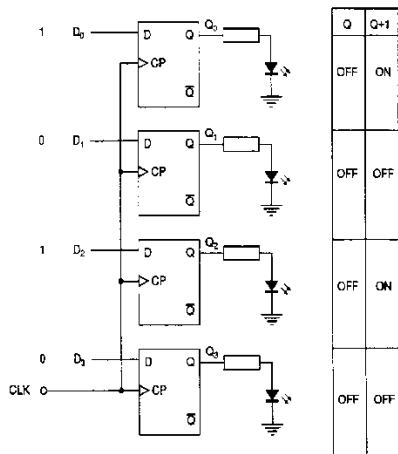 Q Q+1
1 D₀ D Q Q₀
CP
Q̅
OFF ON
0 D₁ D Q Q₁
CP
Q̅
OFF OFF
1 D₂ D Q Q₂
CP
Q̅
OFF ON
0 D₃ D Q Q₃
CLK CP
Q̅
OFF OFF